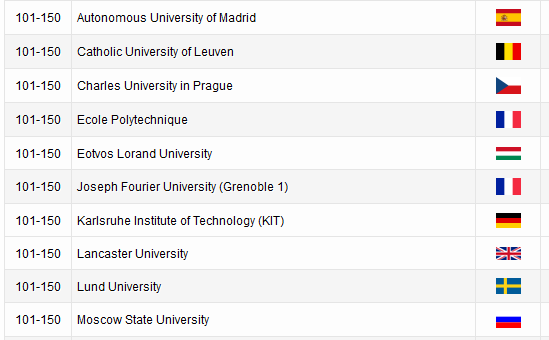 101-150 Autonomous University of Madrid
101-150 Catholic University of Leuven
101-150 Charles University in Prague
101-150 Ecole Polytechnique
101-150 Eotvos Lorand University
101-150 Joseph Fourier University (Grenoble 1)
101-150 Karlsruhe Institute of Technology (KIT)
101-150 Lancaster University
101-150 Lund University
101-150 Moscow State University